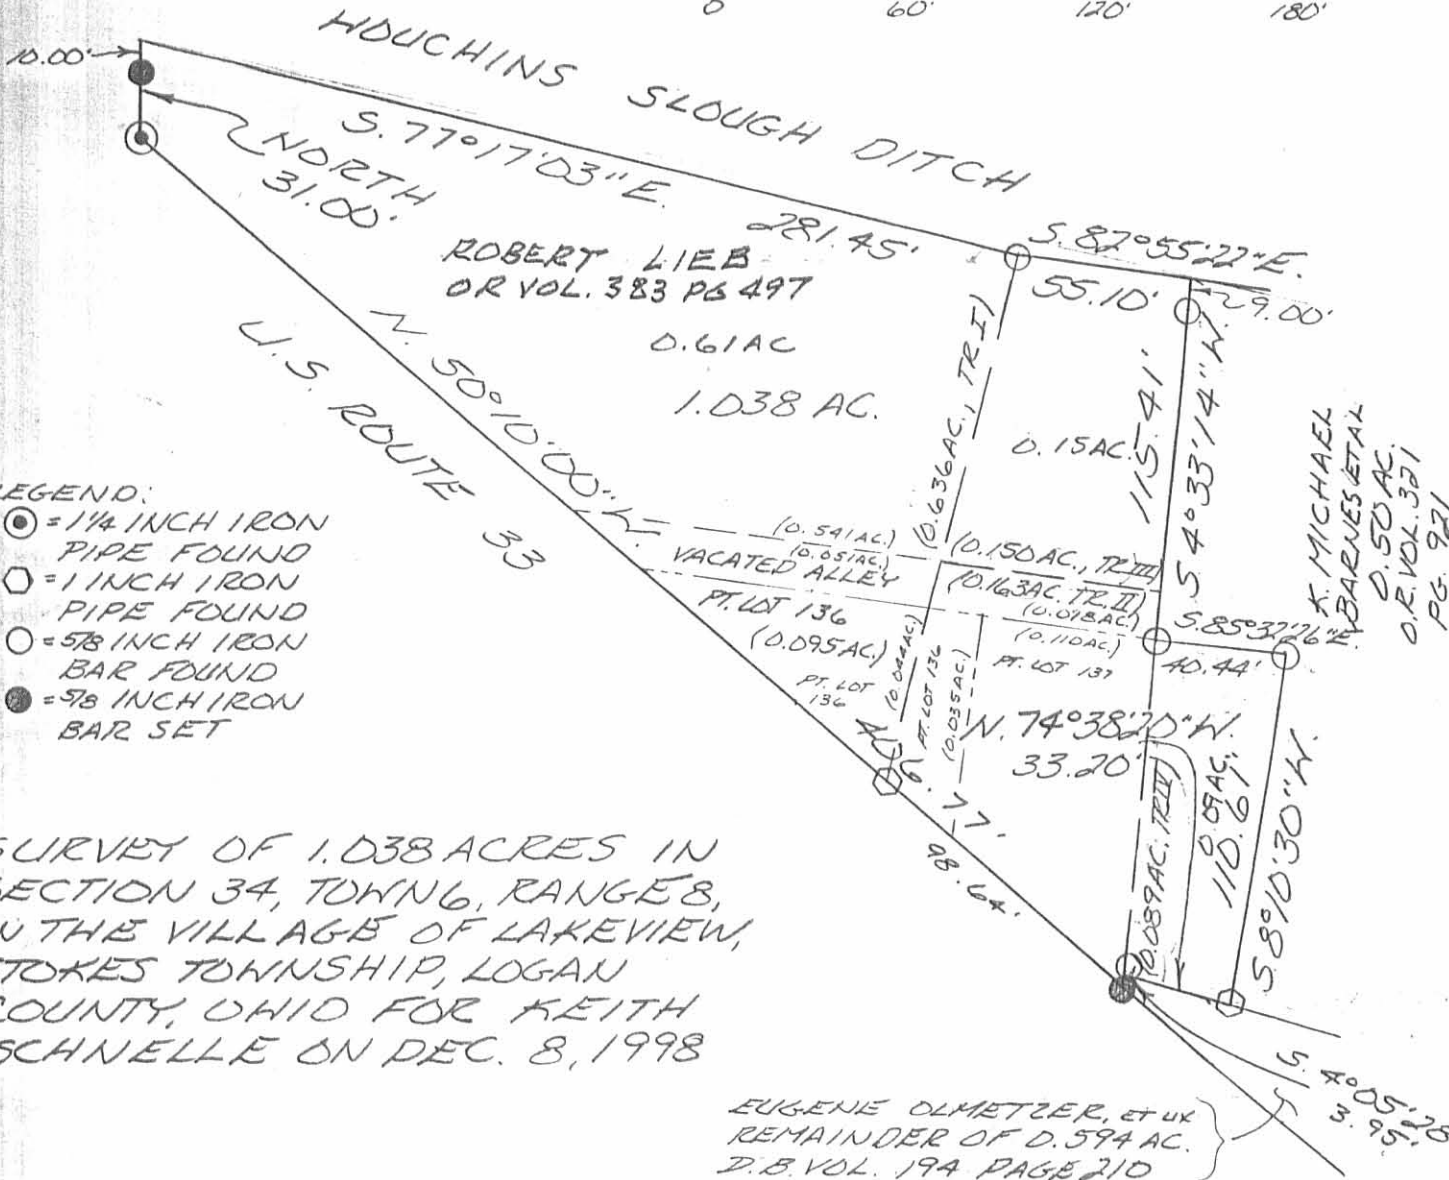 0 60' 120' 180'
10.00'
HOUCHINS SLOUGH DITCH
S. 77°17'03"E.
281.45'
NORTH
31.00'
S. 82°55'22"E.
55.10'
9.00'
ROBERT LIEB
OR VOL. 383 PG 497
0.61AC
1.038 AC.
N. 50°10'00"W.
U.S. ROUTE 33
(0.636AC., TR.I)
0.15AC.
115.41'
S. 4°33'14"W.
K. MICHAEL
BARNES ET AL
0.50 AC.
O.R. VOL. 321
PG. 921
EGEND:
= 1¼ INCH IRON
PIPE FOUND
= 1 INCH IRON
PIPE FOUND
= 5/8 INCH IRON
BAR FOUND
= 5/8 INCH IRON
BAR SET
(0.541AC.)
(0.051AC.)
VACATED ALLEY
(0.150AC., TR.III)
(0.163AC. TR.II)
(0.018AC.)
(0.110AC.)
PT. LOT 137
PT. LOT 136
(0.095AC.)
PT. LOT
136
(0.044AC.)
PT. LOT 136
(0.035AC.)
S. 85°32'26"E.
40.44'
N. 74°38'20"W.
33.20'
406.77'
98.64'
(0.089AC. TR.IV)
0.09AC.
110.61'
S. 8°10'30"W.
SURVEY OF 1.038 ACRES IN
SECTION 34, TOWN 6, RANGE 8,
N THE VILLAGE OF LAKEVIEW,
STOKES TOWNSHIP, LOGAN
COUNTY, OHIO FOR KEITH
SCHNELLE ON DEC. 8, 1998
S. 4°05'28
3.95'
EUGENE OLMETZER, ET UX
REMAINDER OF 0.594 AC.
D.B. VOL. 194 PAGE 210